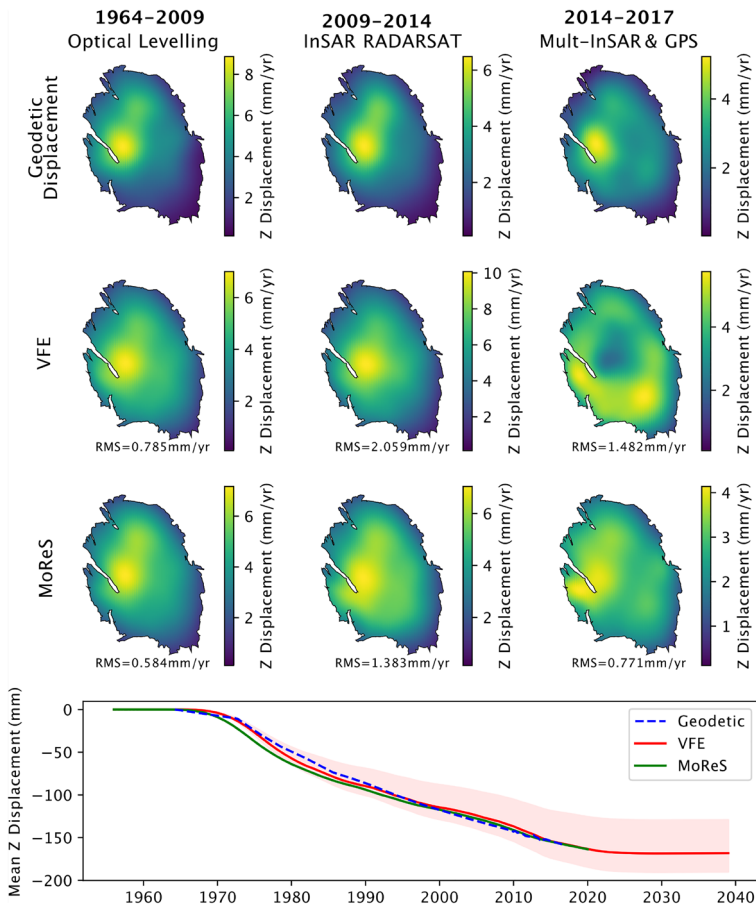 1964−2009
2009−2014
2014−2017
Optical Levelling
InSAR RADARSAT
Mult−InSAR & GPS
Geodetic
Displacement
8
6
4
2
Z Displacement (mm/yr)
6
4
2
Z Displacement (mm/yr)
4
2
Z Displacement (mm/yr)
VFE
RMS=0.785mm/yr
6
4
2
Z Displacement (mm/yr)
RMS=2.059mm/yr
10
8
6
4
2
Z Displacement (mm/yr)
RMS=1.482mm/yr
4
2
Z Displacement (mm/yr)
MoReS
RMS=0.584mm/yr
6
4
2
Z Displacement (mm/yr)
RMS=1.383mm/yr
6
4
2
Z Displacement (mm/yr)
RMS=0.771mm/yr
4
3
2
1
Z Displacement (mm/yr)
Mean Z Displacement (mm)
0
−50
−100
−150
−200
Geodetic
VFE
MoReS
1960
1970
1980
1990
2000
2010
2020
2030
2040